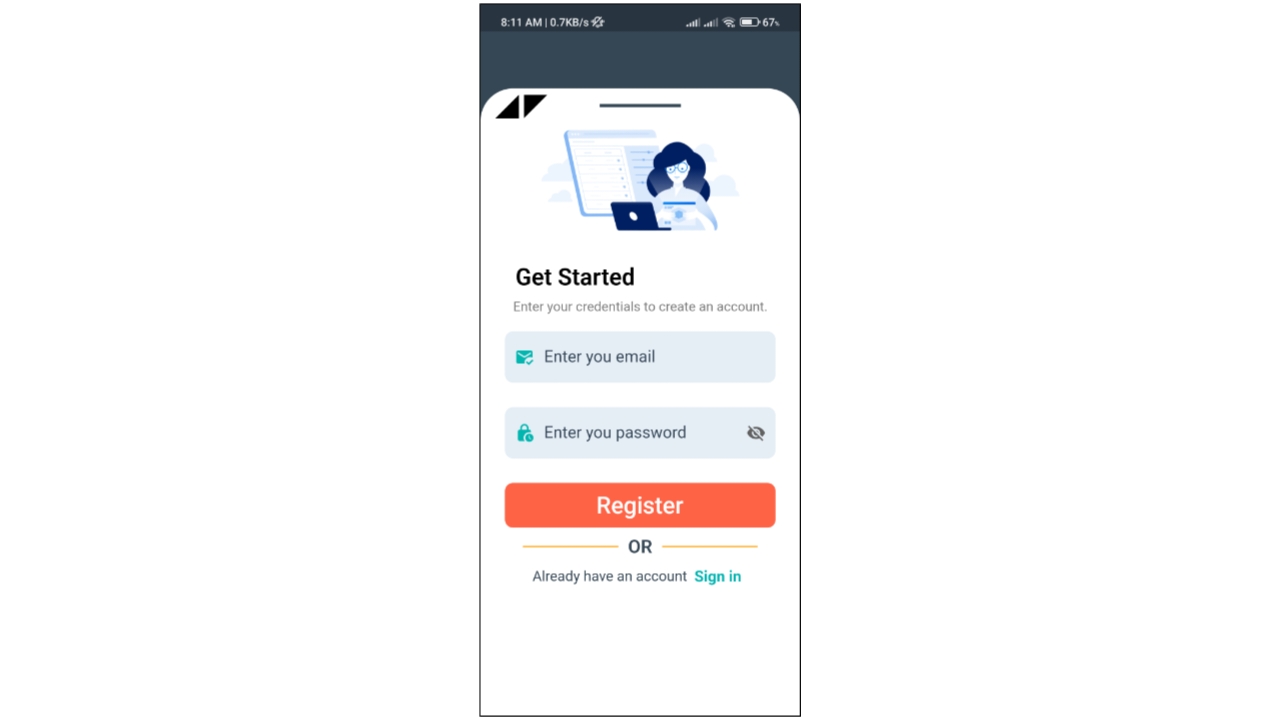 8:11 AM | 0.7KB/s
67%
Get Started
Enter your credentials to create an account.
Enter you email
Enter you password
Register
OR
Already have an account Sign in